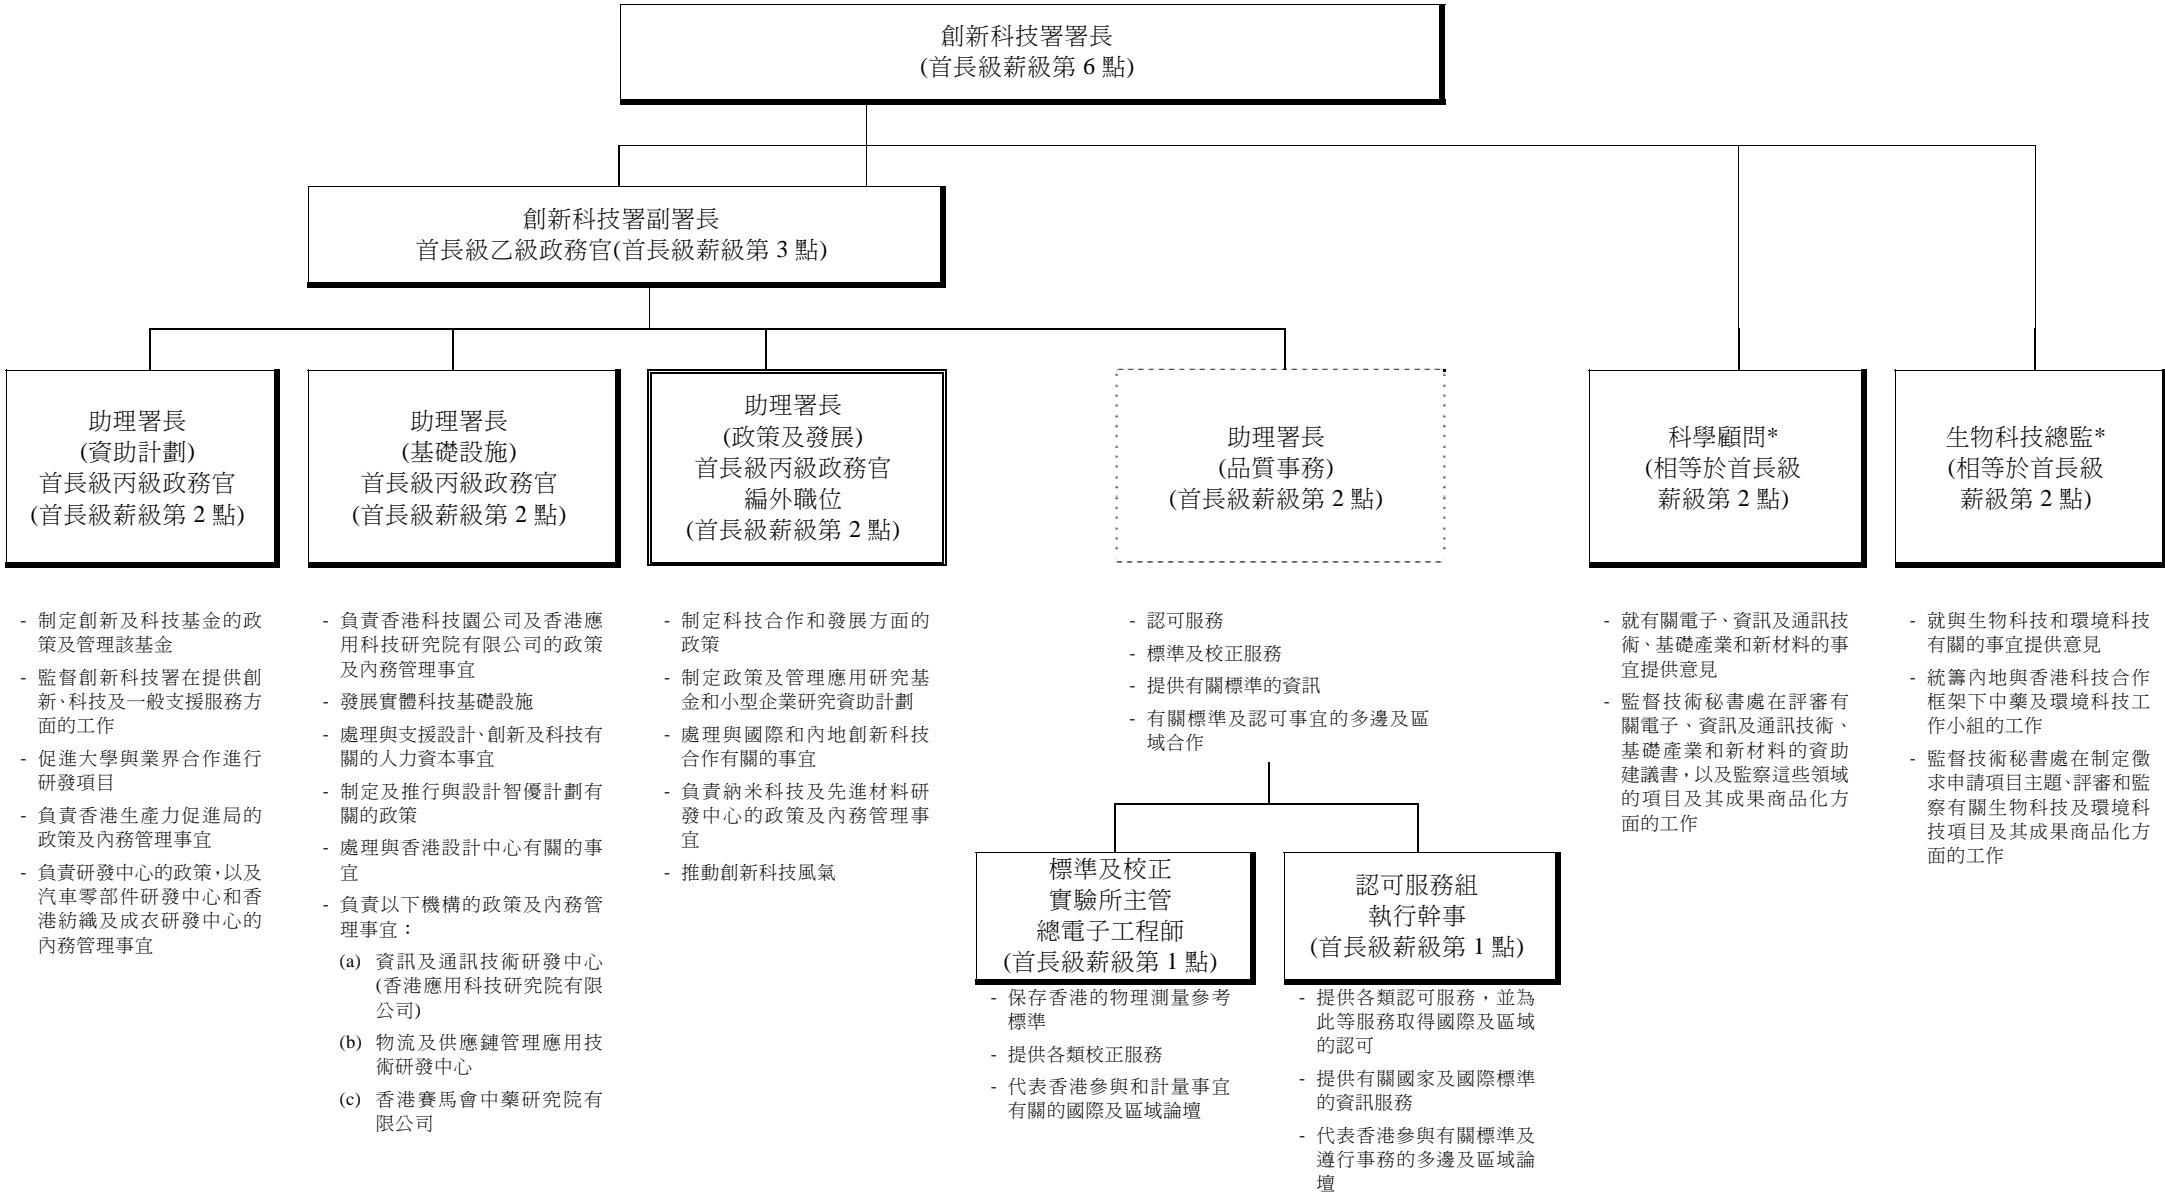 創新科技署署長
(首長級薪級第 6 點)
創新科技署副署長
首長級乙級政務官(首長級薪級第 3 點)
助理署長
(資助計劃)
首長級丙級政務官
(首長級薪級第 2 點)
助理署長
(基礎設施)
首長級丙級政務官
(首長級薪級第 2 點)
助理署長
(政策及發展)
首長級丙級政務官
編外職位
(首長級薪級第 2 點)
助理署長
(品質事務)
(首長級薪級第 2 點)
科學顧問*
(相等於首長級
薪級第 2 點)
生物科技總監*
(相等於首長級
薪級第 2 點)
- 制定創新及科技基金的政
策及管理該基金
- 監督創新科技署在提供創
新、科技及一般支援服務方
面的工作
- 促進大學與業界合作進行
研發項目
- 負責香港生產力促進局的
政策及內務管理事宜
- 負責研發中心的政策，以及
汽車零部件研發中心和香
港紡織及成衣研發中心的
內務管理事宜
- 負責香港科技園公司及香港應
用科技研究院有限公司的政策
及內務管理事宜
- 發展實體科技基礎設施
- 處理與支援設計、創新及科技有
關的人力資本事宜
- 制定及推行與設計智優計劃有
關的政策
- 處理與香港設計中心有關的事
宜
- 負責以下機構的政策及內務管
理事宜：
(a) 資訊及通訊技術研發中心
(香港應用科技研究院有限
公司)
(b) 物流及供應鏈管理應用技
術研發中心
(c) 香港賽馬會中藥研究院有
限公司
- 制定科技合作和發展方面的
政策
- 制定政策及管理應用研究基
金和小型企業研究資助計劃
- 處理與國際和內地創新科技
合作有關的事宜
- 負責納米科技及先進材料研
發中心的政策及內務管理事
宜
- 推動創新科技風氣
- 認可服務
- 標準及校正服務
- 提供有關標準的資訊
- 有關標準及認可事宜的多邊及區
域合作
標準及校正
實驗所主管
總電子工程師
(首長級薪級第 1 點)
- 保存香港的物理測量參考
標準
- 提供各類校正服務
- 代表香港參與和計量事宜
有關的國際及區域論壇
認可服務組
執行幹事
(首長級薪級第 1 點)
- 提供各類認可服務，並為
此等服務取得國際及區域
的認可
- 提供有關國家及國際標準
的資訊服務
- 代表香港參與有關標準及
遵行事務的多邊及區域論
壇
- 就有關電子、資訊及通訊技
術、基礎產業和新材料的事
宜提供意見
- 監督技術秘書處在評審有
關電子、資訊及通訊技術、
基礎產業和新材料的資助
建議書，以及監察這些領域
的項目及其成果商品化方
面的工作
- 就與生物科技和環境科技
有關的事宜提供意見
- 統籌內地與香港科技合作
框架下中藥及環境科技工
作小組的工作
- 監督技術秘書處在制定徵
求申請項目主題、評審和監
察有關生物科技及環境科
技項目及其成果商品化方
面的工作